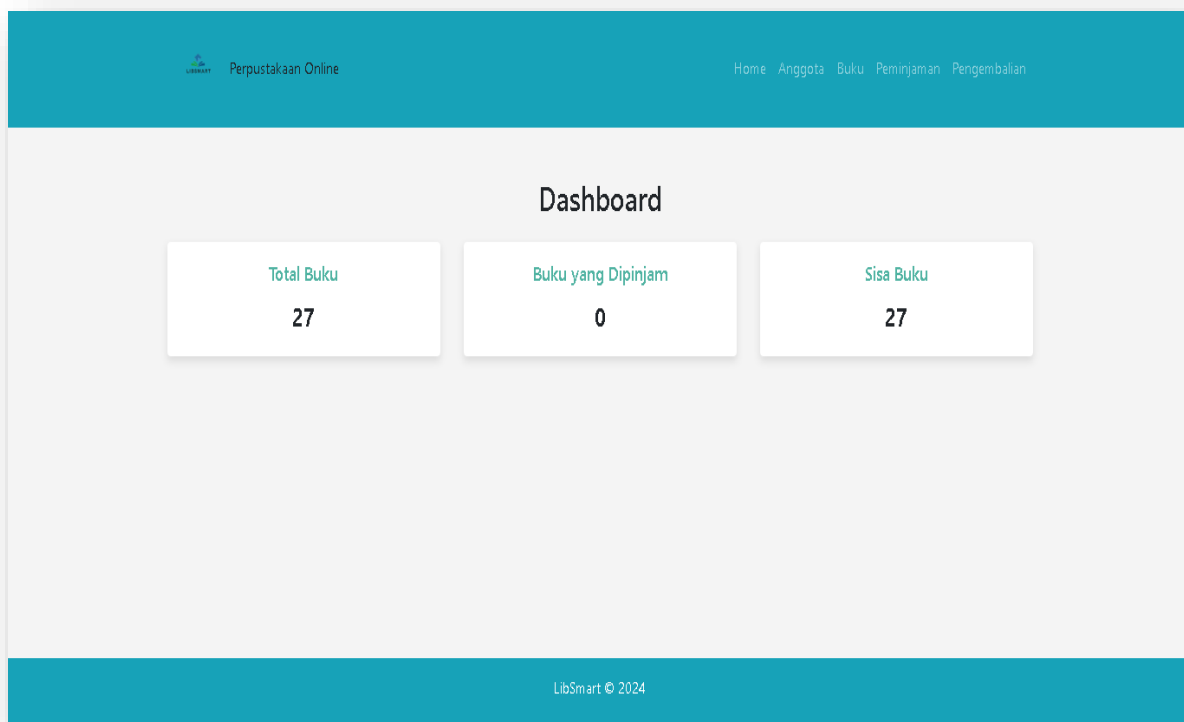 LIBSMART
Perpustakaan Online
Home Anggota Buku Peminjaman Pengembalian
Dashboard
Total Buku
27
Buku yang Dipinjam
0
Sisa Buku
27
LibSmart © 2024